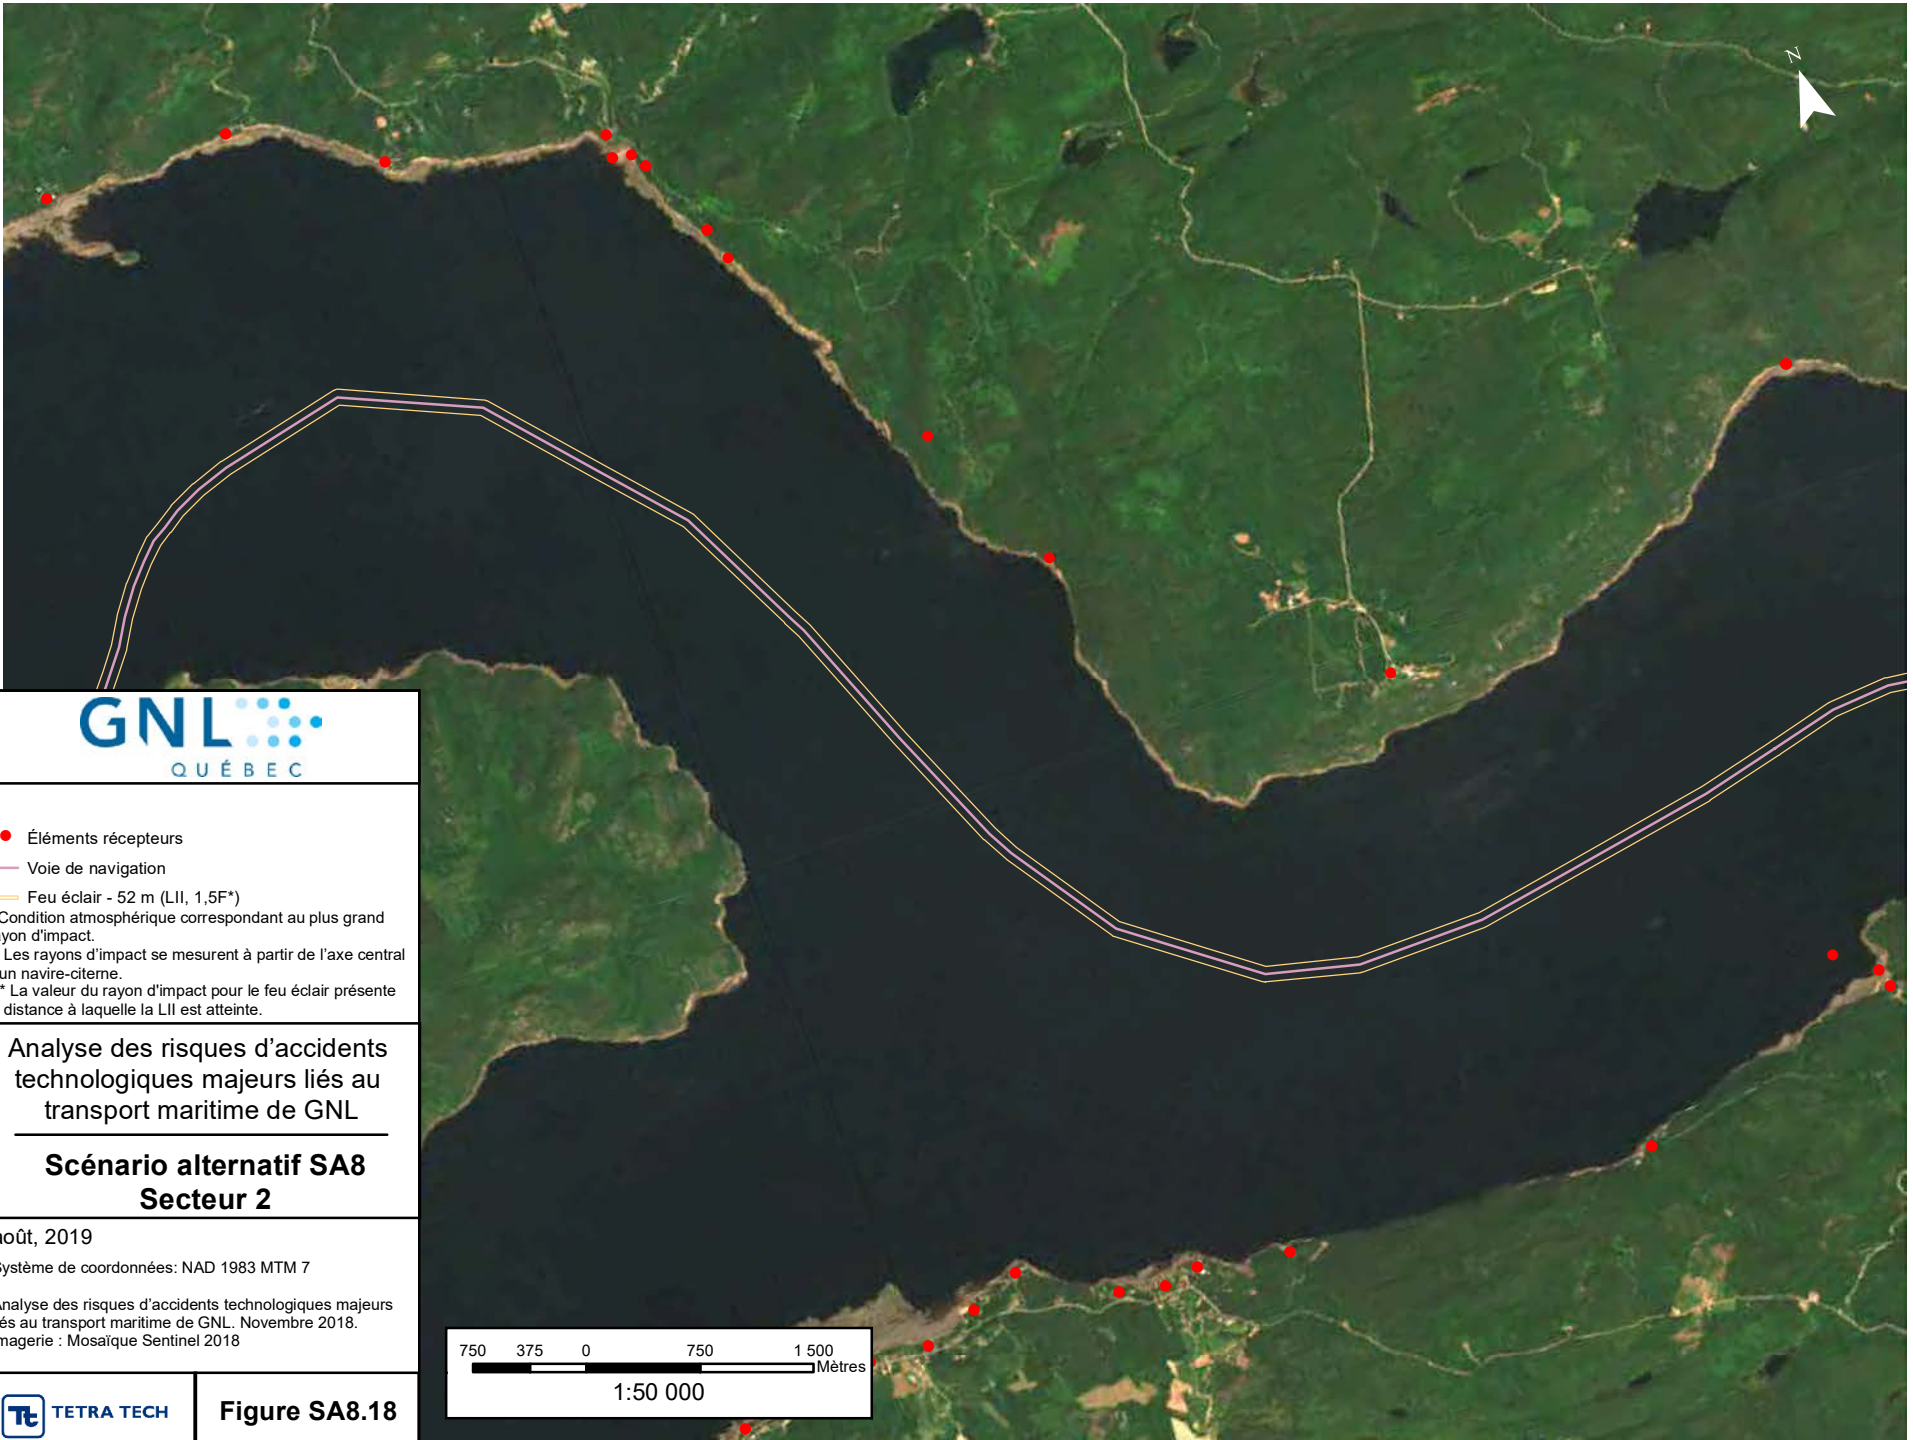 N
GNL
QUÉBEC
Éléments récepteurs
Voie de navigation
Feu éclair - 52 m (LII, 1,5F*)
Condition atmosphérique correspondant au plus grand
yon d'impact.
Les rayons d'impact se mesurent à partir de l'axe central
un navire-citerne.
* La valeur du rayon d'impact pour le feu éclair présente
distance à laquelle la LII est atteinte.
Analyse des risques d'accidents
technologiques majeurs liés au
transport maritime de GNL
Scénario alternatif SA8
Secteur 2
août, 2019
Système de coordonnées: NAD 1983 MTM 7
Analyse des risques d'accidents technologiques majeurs
és au transport maritime de GNL. Novembre 2018.
magerie : Mosaïque Sentinel 2018
Tt TETRA TECH
Figure SA8.18
750 375 0 750 1 500
Mètres
1:50 000